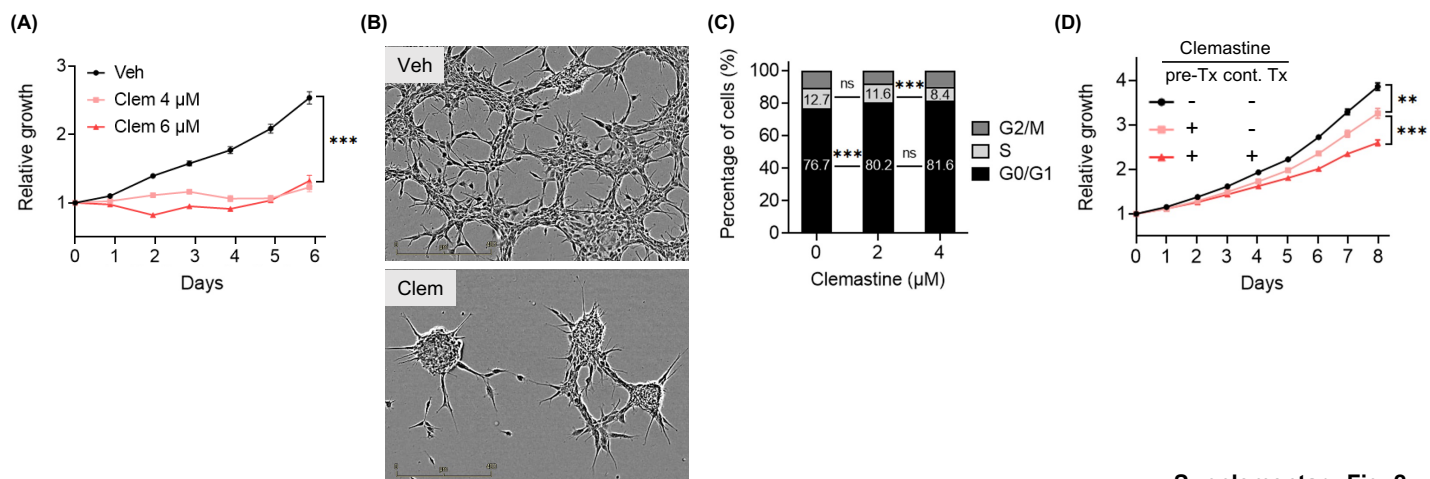 (A)
Relative growth
3
2
1
Veh
Clem 4 µM
Clem 6 µM
***
0 1 2 3 4 5 6
Days
(B)
Veh
Clem
(C)
Percentage of cells (%)
100
80
60
40
20
0
12.7 ns 11.6 *** 8.4
76.7 *** 80.2 ns 81.6
0 2 4
Clemastine (µM)
G2/M
S
G0/G1
(D)
Clemastine
pre-Tx cont. Tx
- -
+ -
+ +
Relative growth
4
3
2
1
**
***
0 1 2 3 4 5 6 7 8
Days